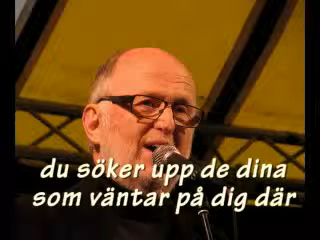 du söker upp de dina
som väntar på dig där